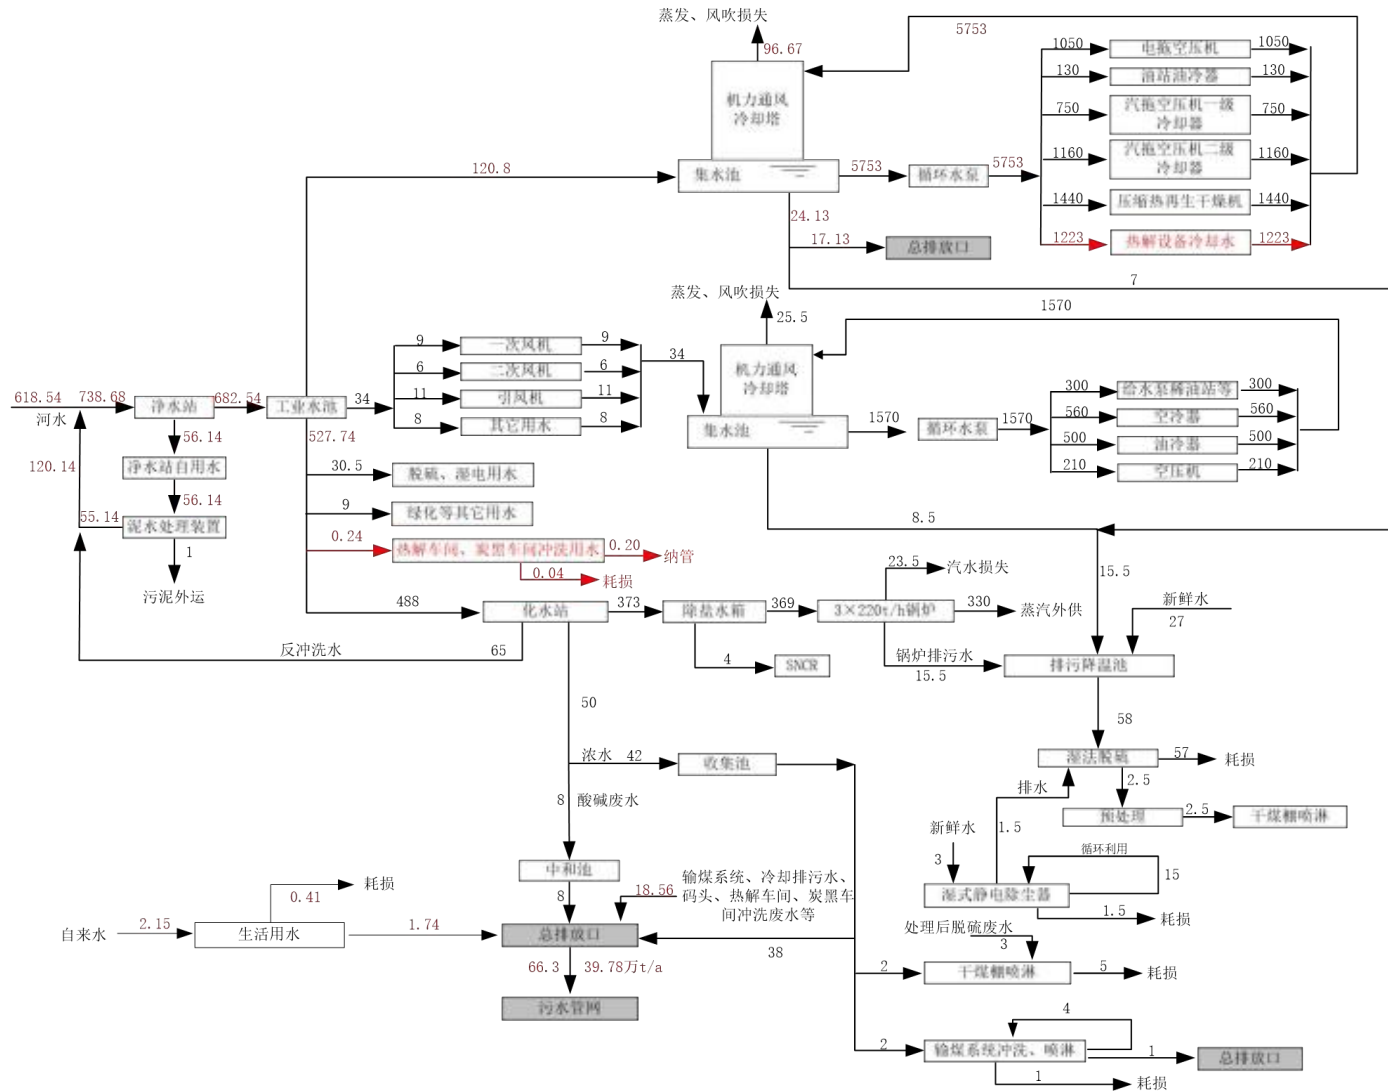 蒸发、风吹损失
96.67
5753
机力通风
冷却塔
120.8
集水池
5753
循环水泵
5753
1050
电拖空压机
1050
130
油站油冷器
130
750
汽拖空压机一级
冷却器
750
1160
汽拖空压机二级
冷却器
1160
1440
压缩热再生干燥机
1440
1223
热解设备冷却水
1223
24.13
17.13
总排放口
7
蒸发、风吹损失
25.5
1570
机力通风
冷却塔
9
一次风机
9
6
二次风机
6
11
引风机
11
8
其它用水
8
34
集水池
1570
循环水泵
1570
300
给水泵稀油站等
300
560
空冷器
560
500
油冷器
500
210
空压机
210
618.54
河水
738.68
净水站
682.54
工业水池
34
56.14
527.74
120.14
净水站自用水
56.14
55.14
泥水处理装置
1
污泥外运
30.5
脱硫、湿电用水
9
绿化等其它用水
0.24
热解车间、炭黑车间冲洗用水
0.20
纳管
0.04
耗损
8.5
15.5
488
化水站
373
除盐水箱
369
3×220t/h锅炉
23.5
汽水损失
330
蒸汽外供
新鲜水
27
反冲洗水
65
4
SNCR
锅炉排污水
15.5
排污降温池
50
58
浓水
42
收集池
湿法脱硫
57
耗损
排水
2.5
预处理
2.5
干煤棚喷淋
8
酸碱废水
新鲜水
3
1.5
循环利用
15
中和池
湿式静电除尘器
1.5
耗损
8
18.56
输煤系统、冷却排污水、
码头、热解车间、炭黑车
间冲洗废水等
耗损
0.41
自来水
2.15
生活用水
1.74
总排放口
38
处理后脱硫废水
3
2
干煤棚喷淋
5
耗损
66.3
39.78万t/a
污水管网
4
2
输煤系统冲洗、喷淋
1
总排放口
1
耗损